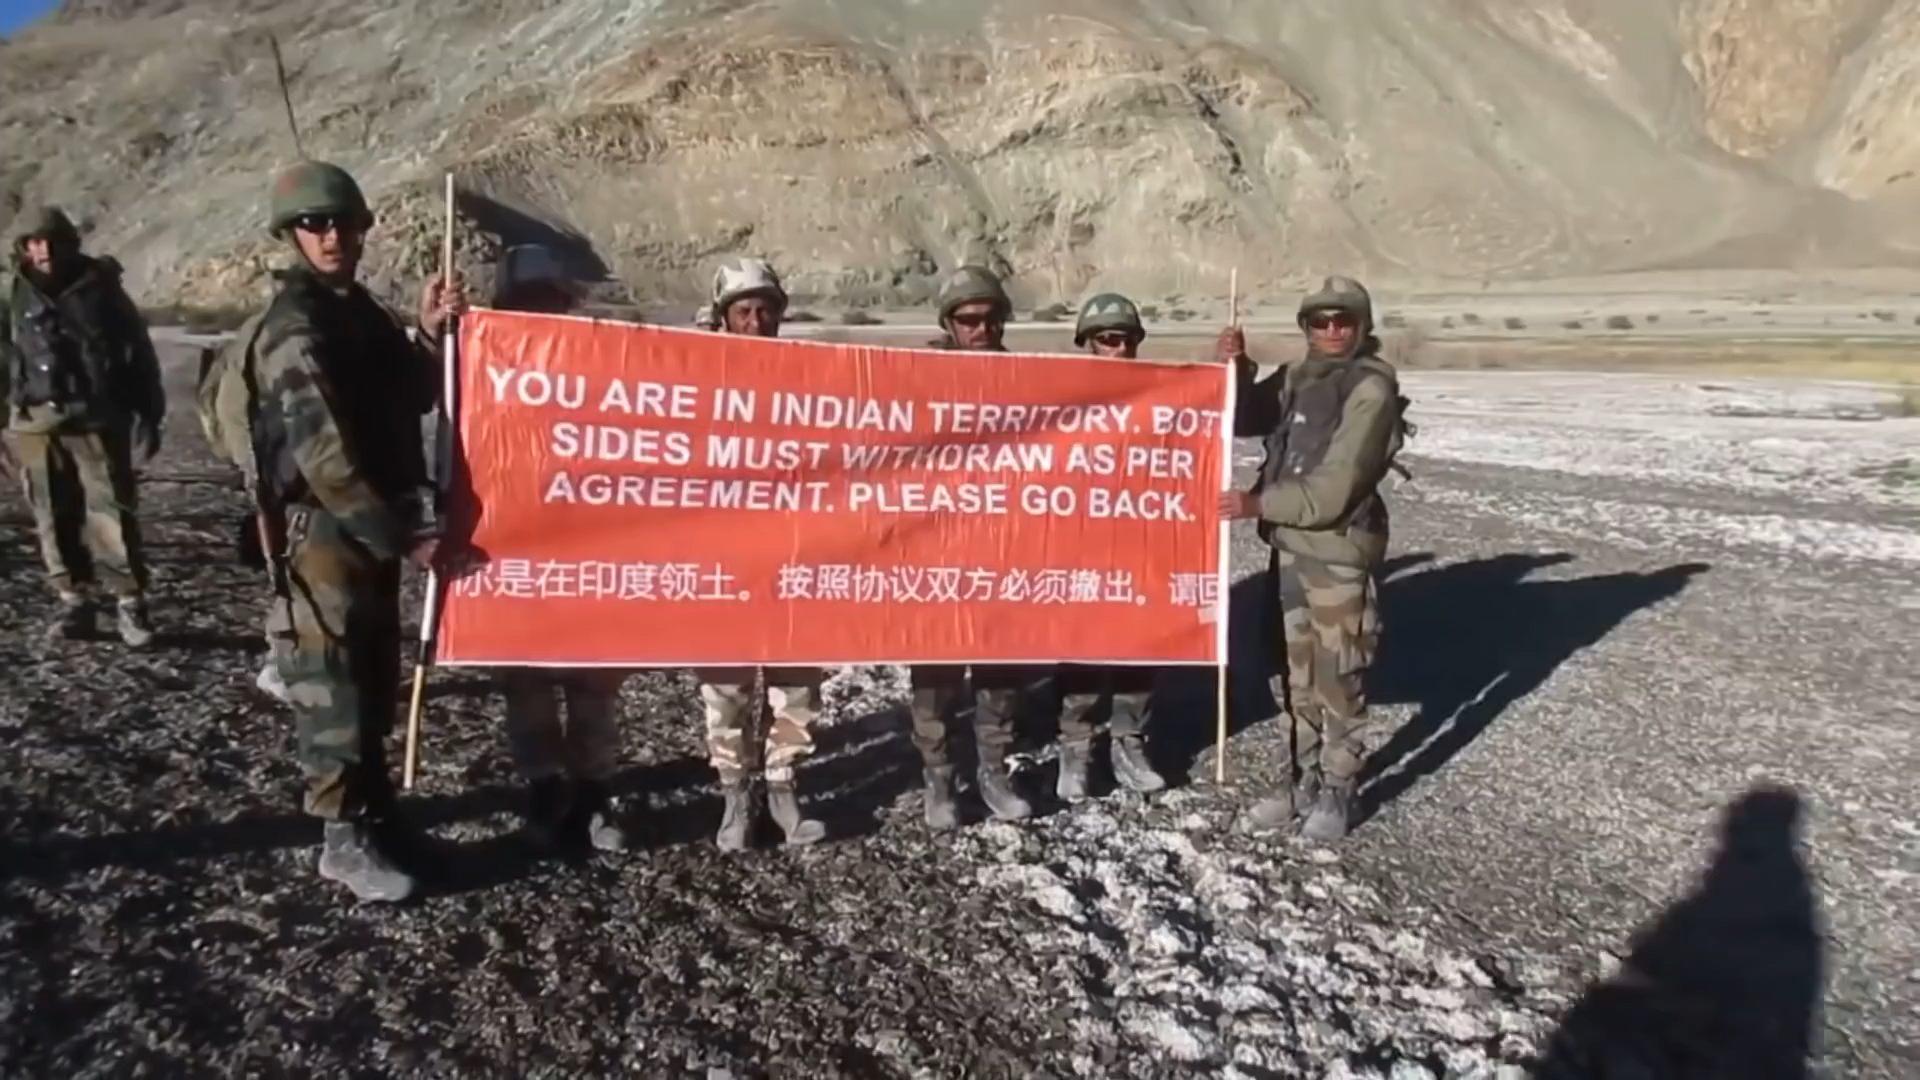 YOU ARE IN INDIAN TERRITORY. BOT
SIDES MUST WITHDRAW AS PER
AGREEMENT. PLEASE GO BACK.
你是在印度领土。按照协议双方必须撤出。请回